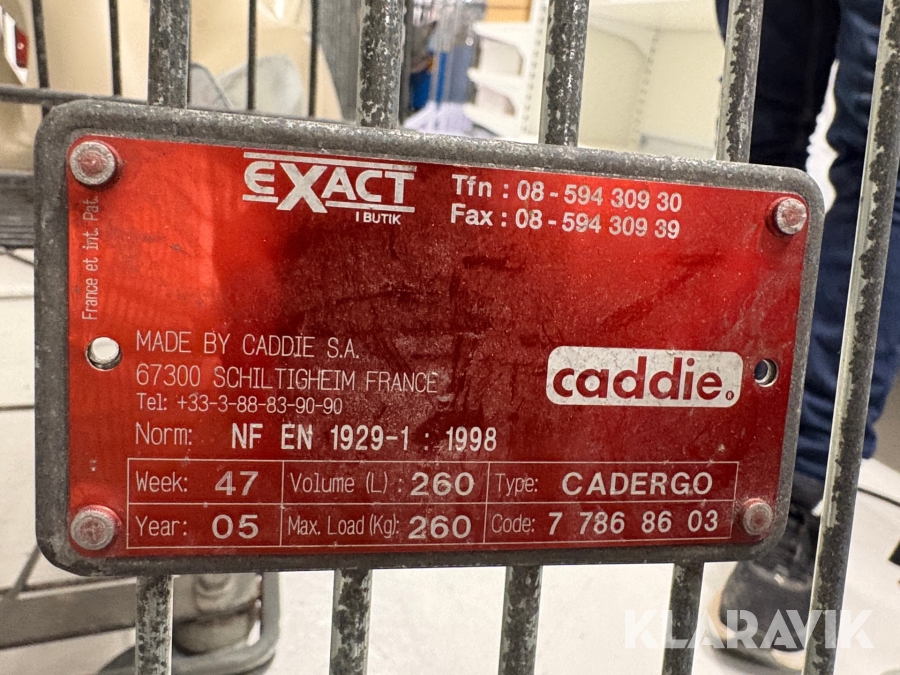 EXACT
I BUTIK
Tfn : 08 - 594 309 30
Fax : 08 - 594 309 39
France et int. Pat.
MADE BY CADDIE S.A.
67300 SCHILTIGHEIM FRANCE
Tel: +33-3-88-83-90-90
Norm: NF EN 1929-1 : 1998
caddie.®
Week: 47 Volume (L) : 260 Type: CADERGO
Year: 05 Max. Load (Kg): 260 Code: 7 786 86 03
KLARAVIK